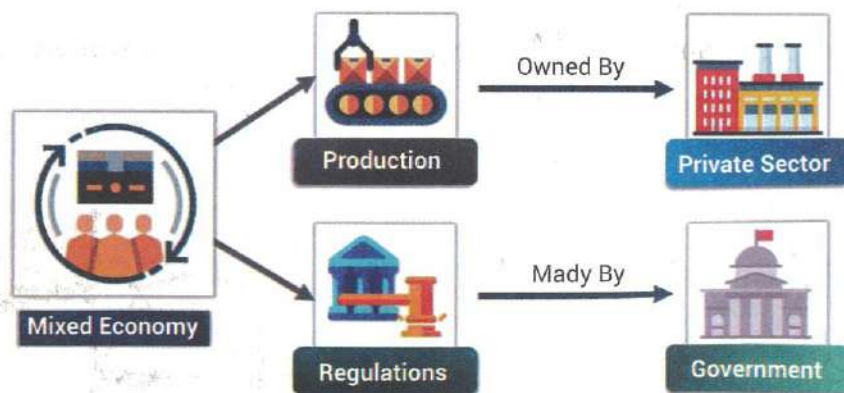 Owned By
Production
Private Sector
Mixed Economy
Mady By
Regulations
Government